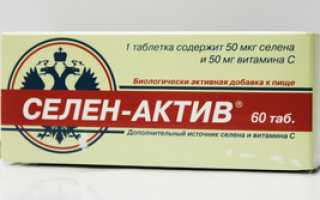 1 таблетка содержит 50 мкг селена
и 50 мг витамина С
Биологически активная добавка к пище
СЕЛЕН-АКТИВ®
60 таб.
Дополнительный источник селена и витамина С